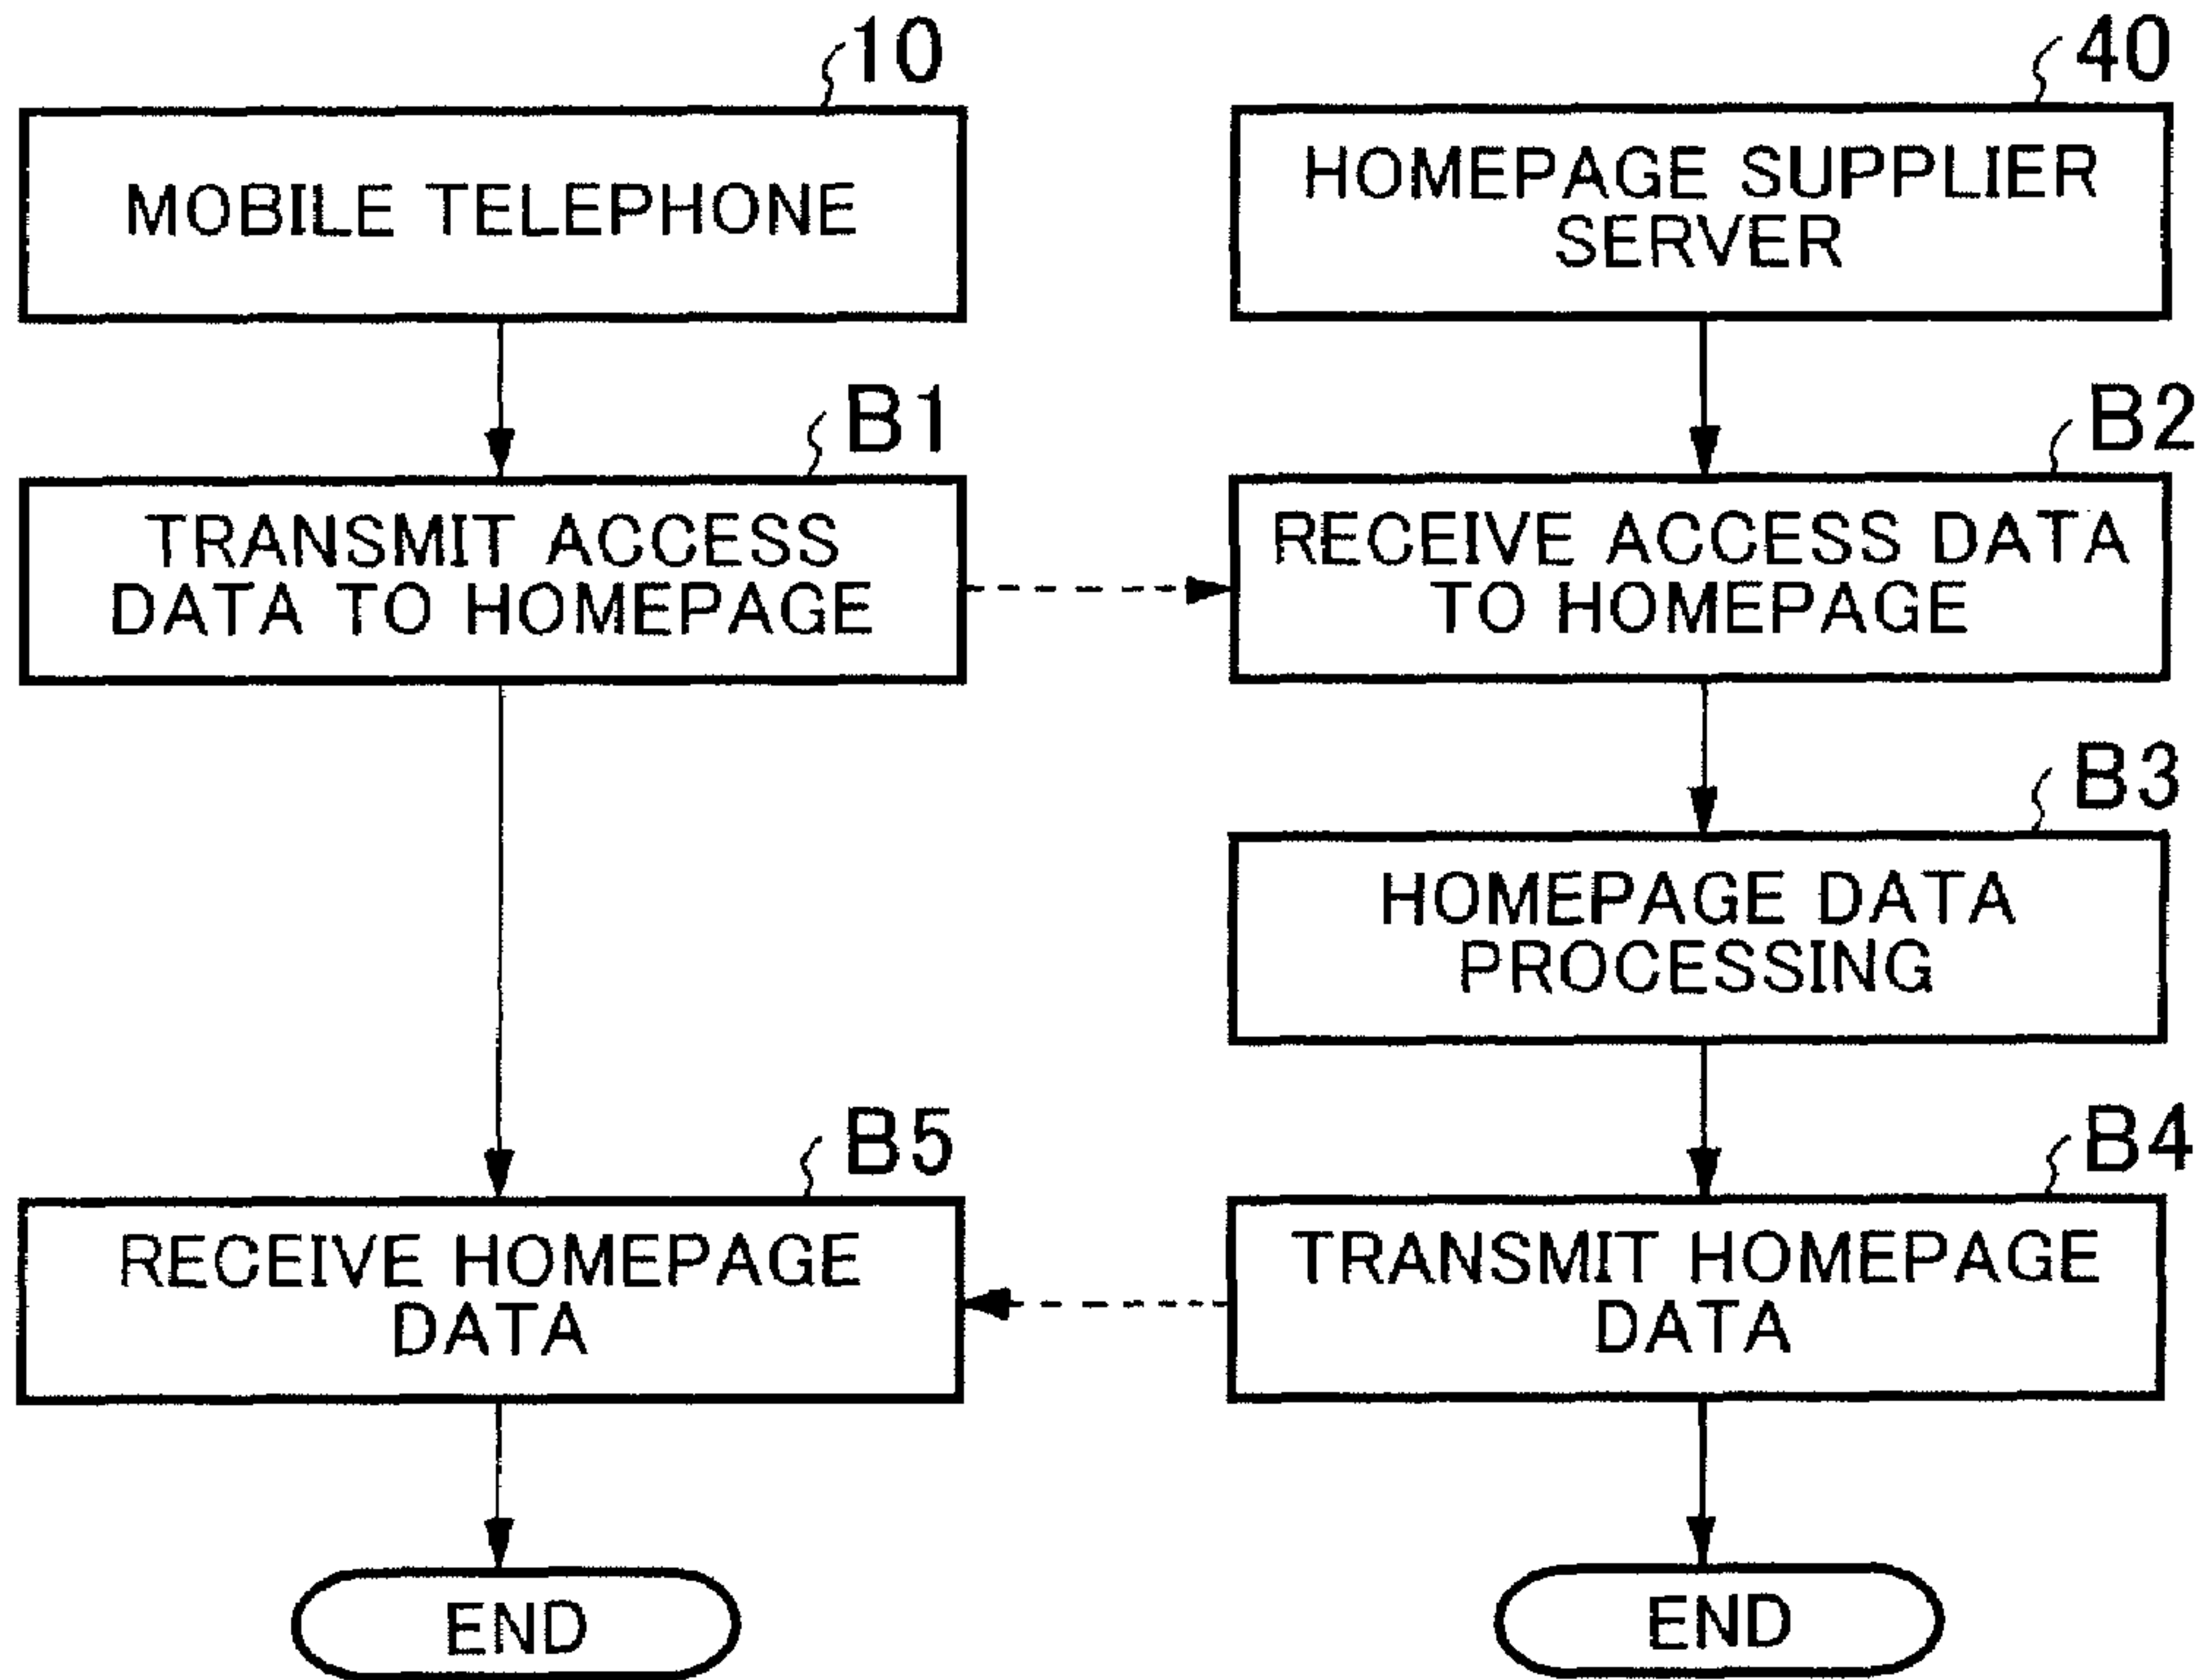 10
MOBILE TELEPHONE
40
HOMEPAGE SUPPLIER
SERVER
B1
TRANSMIT ACCESS
DATA TO HOMEPAGE
B2
RECEIVE ACCESS DATA
TO HOMEPAGE
B3
HOMEPAGE DATA
PROCESSING
B5
RECEIVE HOMEPAGE
DATA
B4
TRANSMIT HOMEPAGE
DATA
END
END